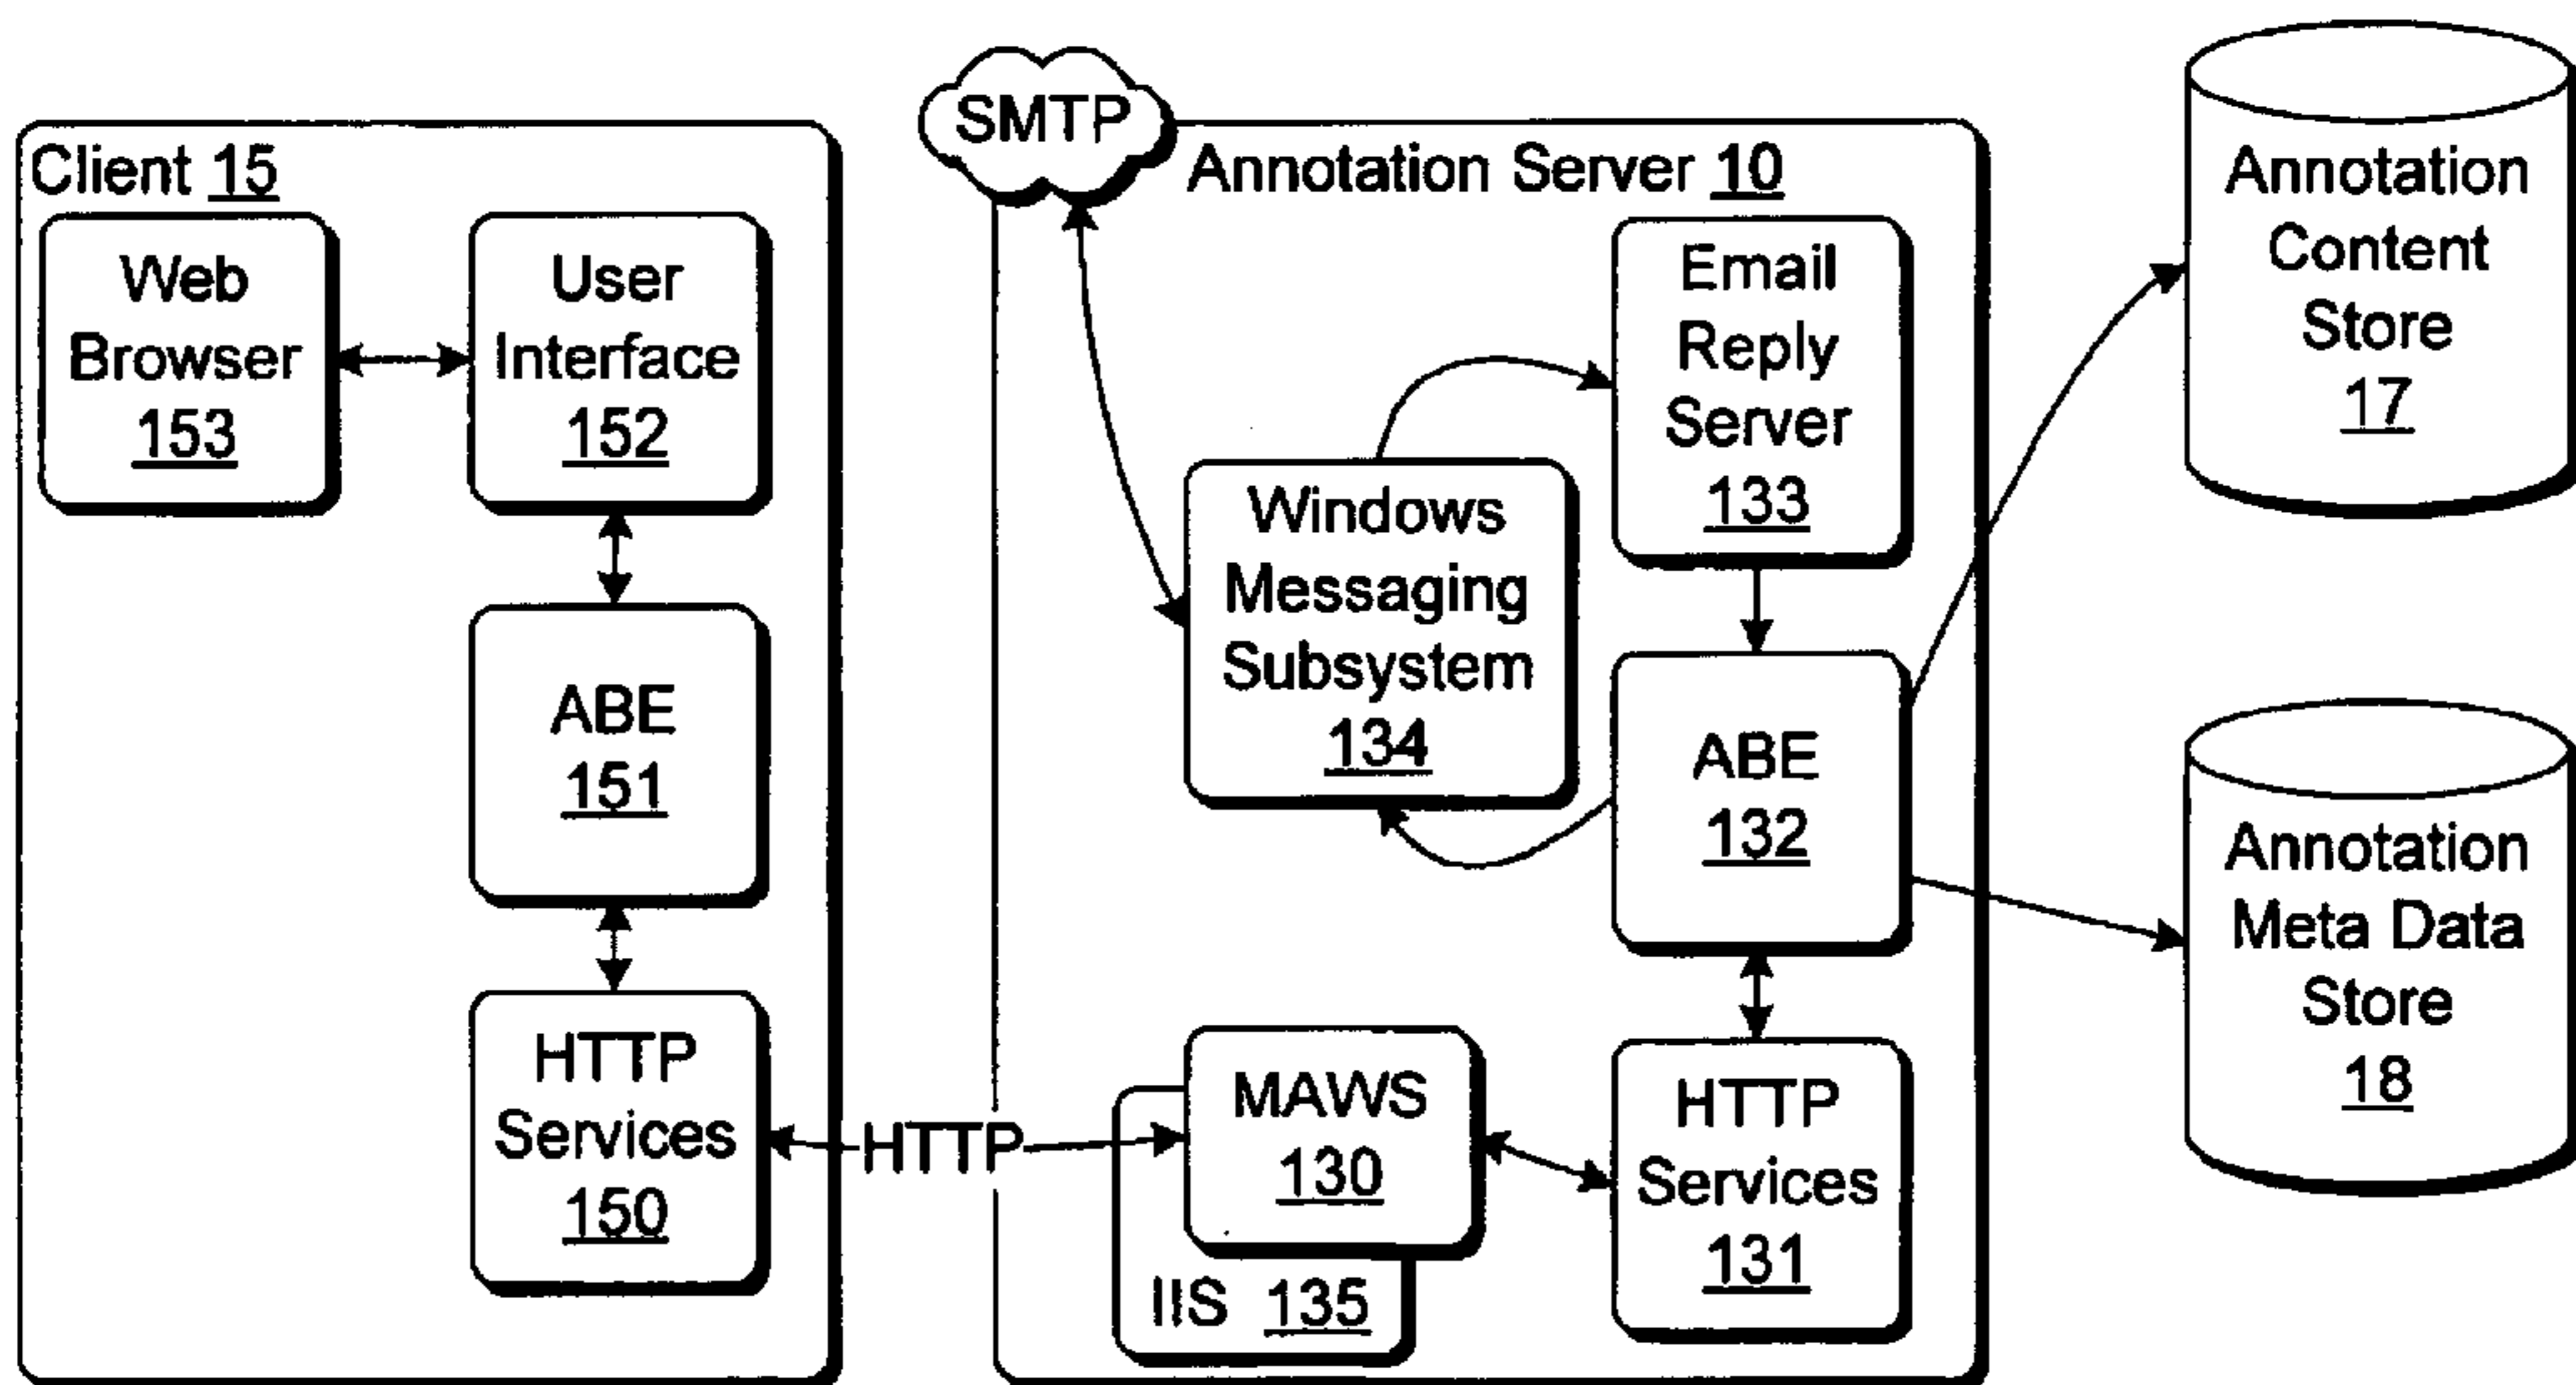 Client 15
Web
Browser
153
User
Interface
152
ABE
151
HTTP
Services
150
HTTP
SMTP
Annotation Server 10
Email
Reply
Server
133
Windows
Messaging
Subsystem
134
ABE
132
MAWS
130
IIS 135
HTTP
Services
131
Annotation
Content
Store
17
Annotation
Meta Data
Store
18